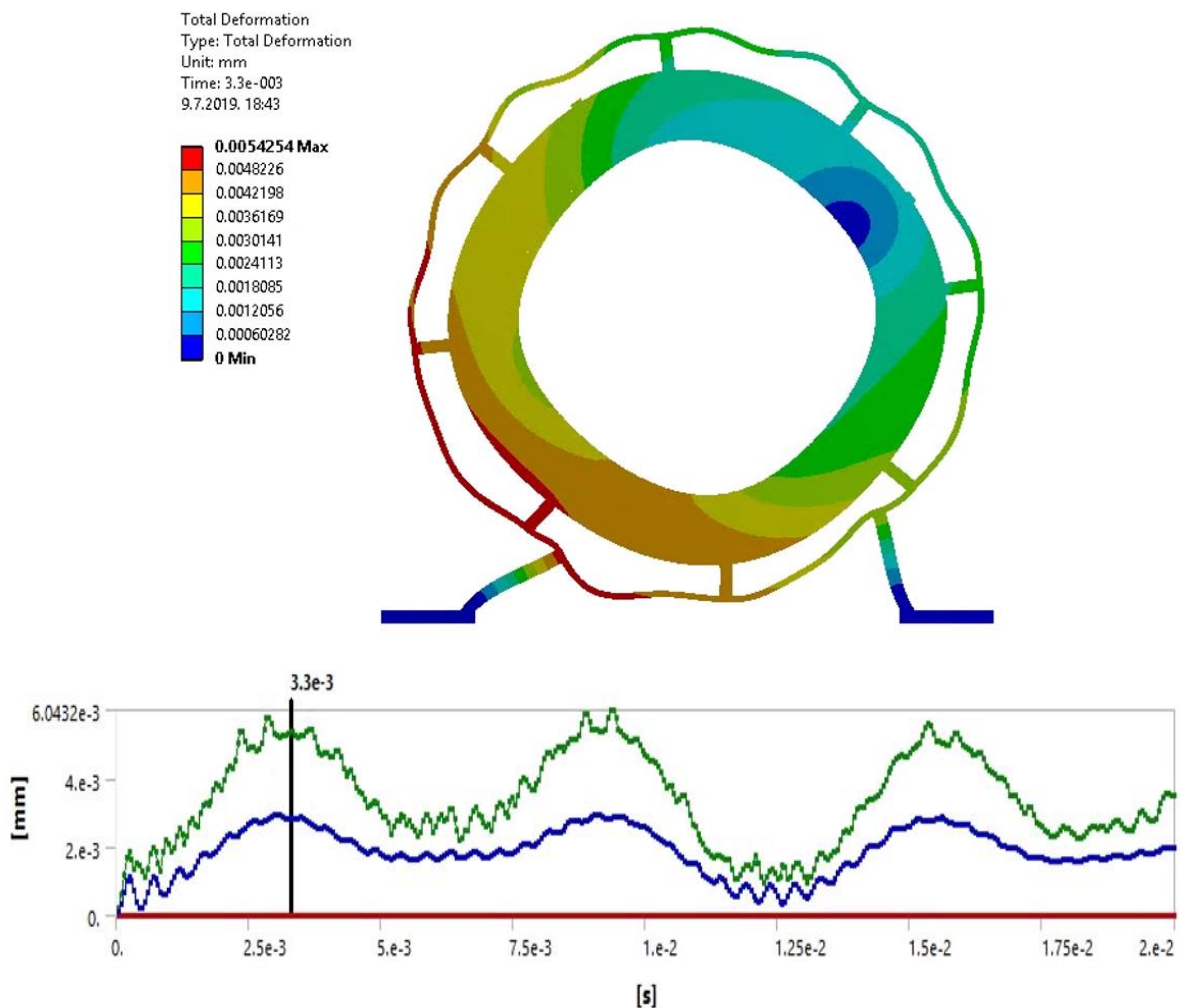 Total Deformation
Type: Total Deformation
Unit: mm
Time: 3.3e-003
9.7.2019. 18:43
0.0054254 Max
0.0048226
0.0042198
0.0036169
0.0030141
0.0024113
0.0018085
0.0012056
0.00060282
0 Min
3.3e-3
6.0432e-3
4.e-3
2.e-3
0.
[mm]
0. 2.5e-3 5.e-3 7.5e-3 1.e-2 1.25e-2 1.5e-2 1.75e-2 2.e-2
[s]